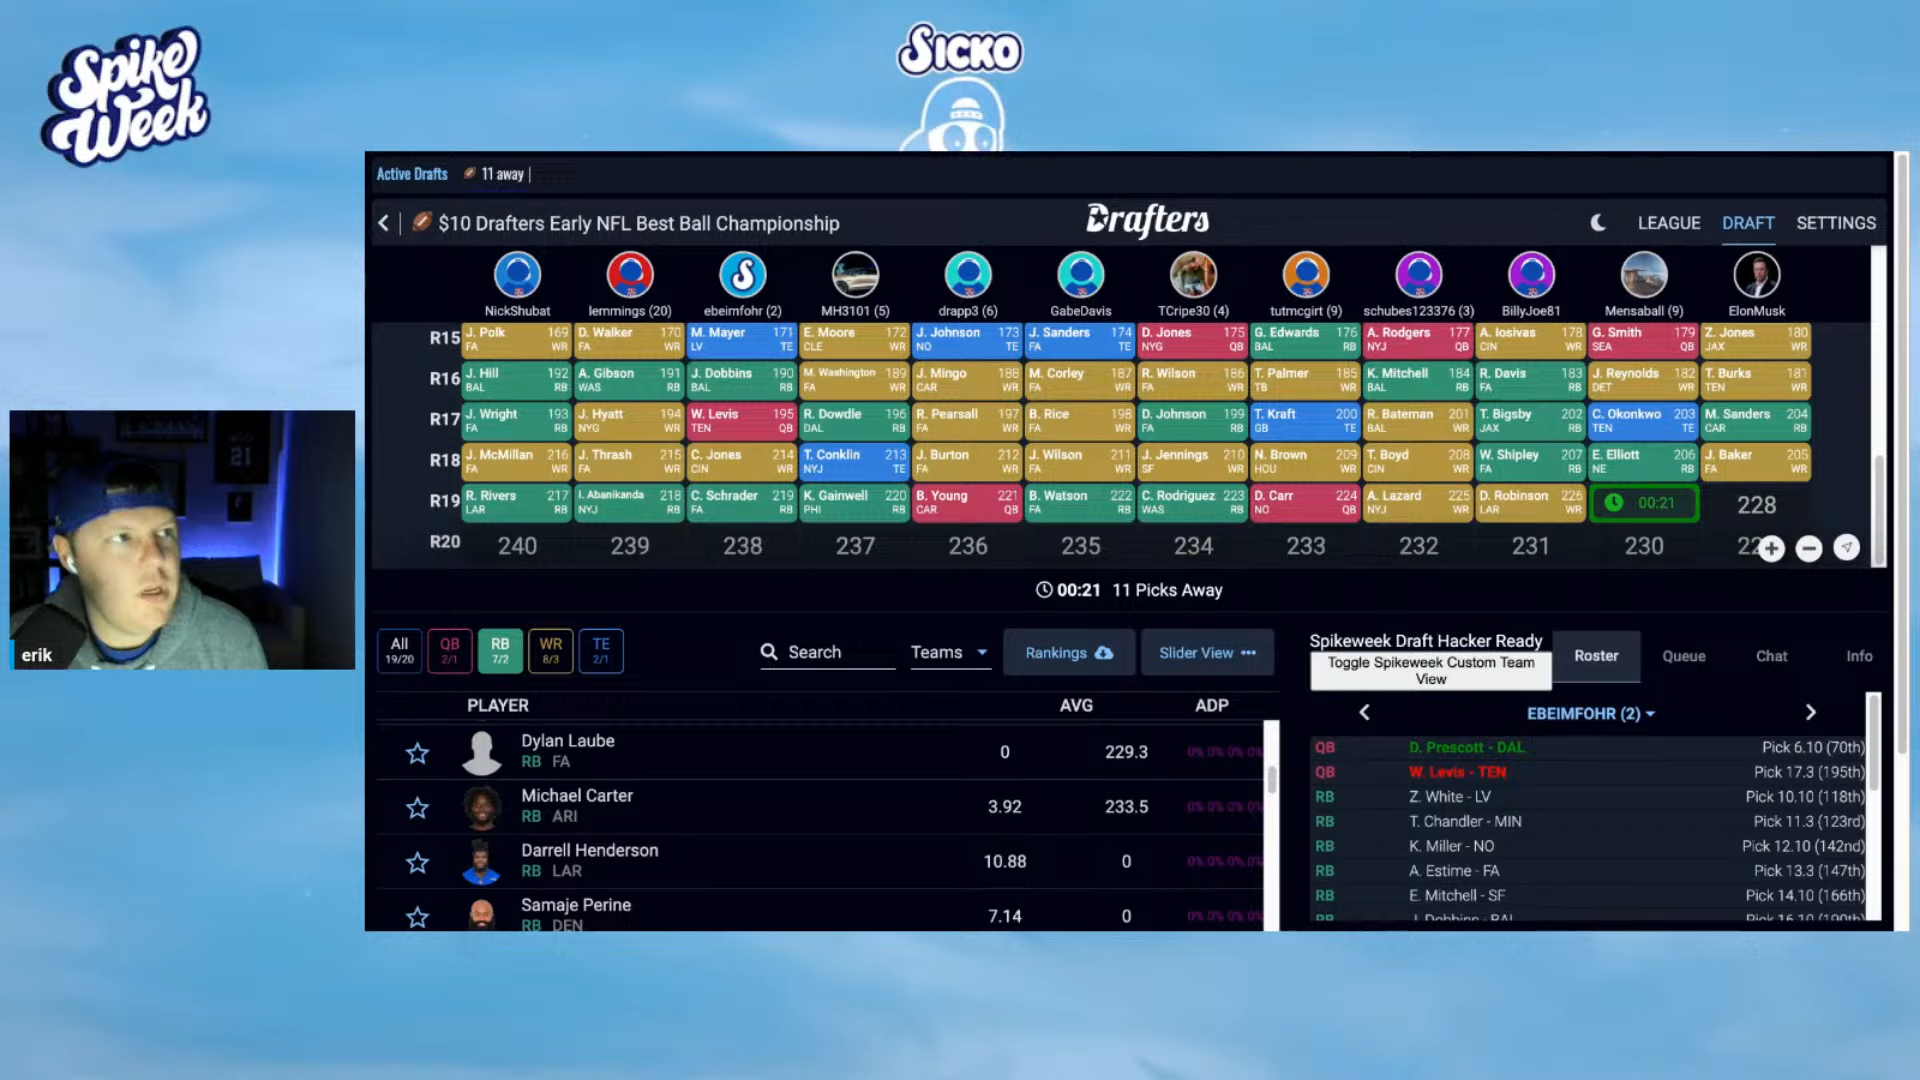 Spike
Week
SICKO
Active Drafts 11 away
$10 Drafters Early NFL Best Ball Championship
Drafters
LEAGUE DRAFT SETTINGS
NickShubat lemmings (20) ebeimfohr (2) MH3101 (5) drapp3 (6) GabeDavis TCripe30 (4) tutmcgirt (9) schubes123376 (3) BillyJoe81 Mensaball (9) ElonMusk
R15 J. Polk 169 D. Walker 170 M. Mayer 171 E. Moore 172 J. Johnson 173 J. Sanders 174 D. Jones 175 G. Edwards 176 A. Rodgers 177 A. Iosivas 178 G. Smith 179 Z. Jones 180
FA WR FA WR LV TE CLE WR NO TE FA TE NYG QB BAL RB NYJ QB CIN WR SEA QB JAX WR
R16 J. Hill 192 A. Gibson 191 J. Dobbins 190 M. Washington 189 J. Mingo 188 M. Corley 187 R. Wilson 186 T. Palmer 185 K. Mitchell 184 R. Davis 183 J. Reynolds 182 T. Burks 181
BAL RB WAS RB BAL RB FA WR CAR WR FA WR FA WR TB WR BAL RB FA RB DET WR TEN WR
R17 J. Wright 193 J. Hyatt 194 W. Levis 195 R. Dowdle 196 R. Pearsall 197 B. Rice 198 D. Johnson 199 T. Kraft 200 R. Bateman 201 T. Bigsby 202 C. Okonkwo 203 M. Sanders 204
FA RB NYG WR TEN QB DAL RB FA WR FA WR FA RB GB TE BAL WR JAX RB TEN TE CAR RB
R18 J. McMillan 216 J. Thrash 215 C. Jones 214 T. Conklin 213 J. Burton 212 J. Wilson 211 J. Jennings 210 N. Brown 209 T. Boyd 208 W. Shipley 207 E. Elliott 206 J. Baker 205
FA WR FA WR CIN WR NYJ TE FA WR FA WR SF WR HOU WR CIN WR FA RB NE RB FA WR
R19 R. Rivers 217 I. Abanikanda 218 C. Schrader 219 K. Gainwell 220 B. Young 221 B. Watson 222 C. Rodriguez 223 D. Carr 224 A. Lazard 225 D. Robinson 226 00:21 228
LAR RB NYJ RB FA RB PHI RB CAR QB FA RB WAS RB NO QB NYJ WR LAR WR
R20 240 239 238 237 236 235 234 233 232 231 230
00:21 11 Picks Away
All QB RB WR TE
19/20 2/1 7/2 8/3 2/1
Search Teams Rankings Slider View
PLAYER AVG ADP
Dylan Laube 0 229.3
RB FA
Michael Carter 3.92 233.5
RB ARI
Darrell Henderson 10.88 0
RB LAR
Samaje Perine 7.14 0
RB DEN
Spikeweek Draft Hacker Ready
Toggle Spikeweek Custom Team
View
Roster Queue Chat Info
EBEIMFOHR (2)
QB D. Prescott - DAL Pick 6.10 (70th)
QB W. Levis - TEN Pick 17.3 (195th)
RB Z. White - LV Pick 10.10 (118th)
RB T. Chandler - MIN Pick 11.3 (123rd)
RB K. Miller - NO Pick 12.10 (142nd)
RB A. Estime - FA Pick 13.3 (147th)
RB E. Mitchell - SF Pick 14.10 (166th)
RB J. Dobbins - BAL Pick 16.10 (190th)
erik
21